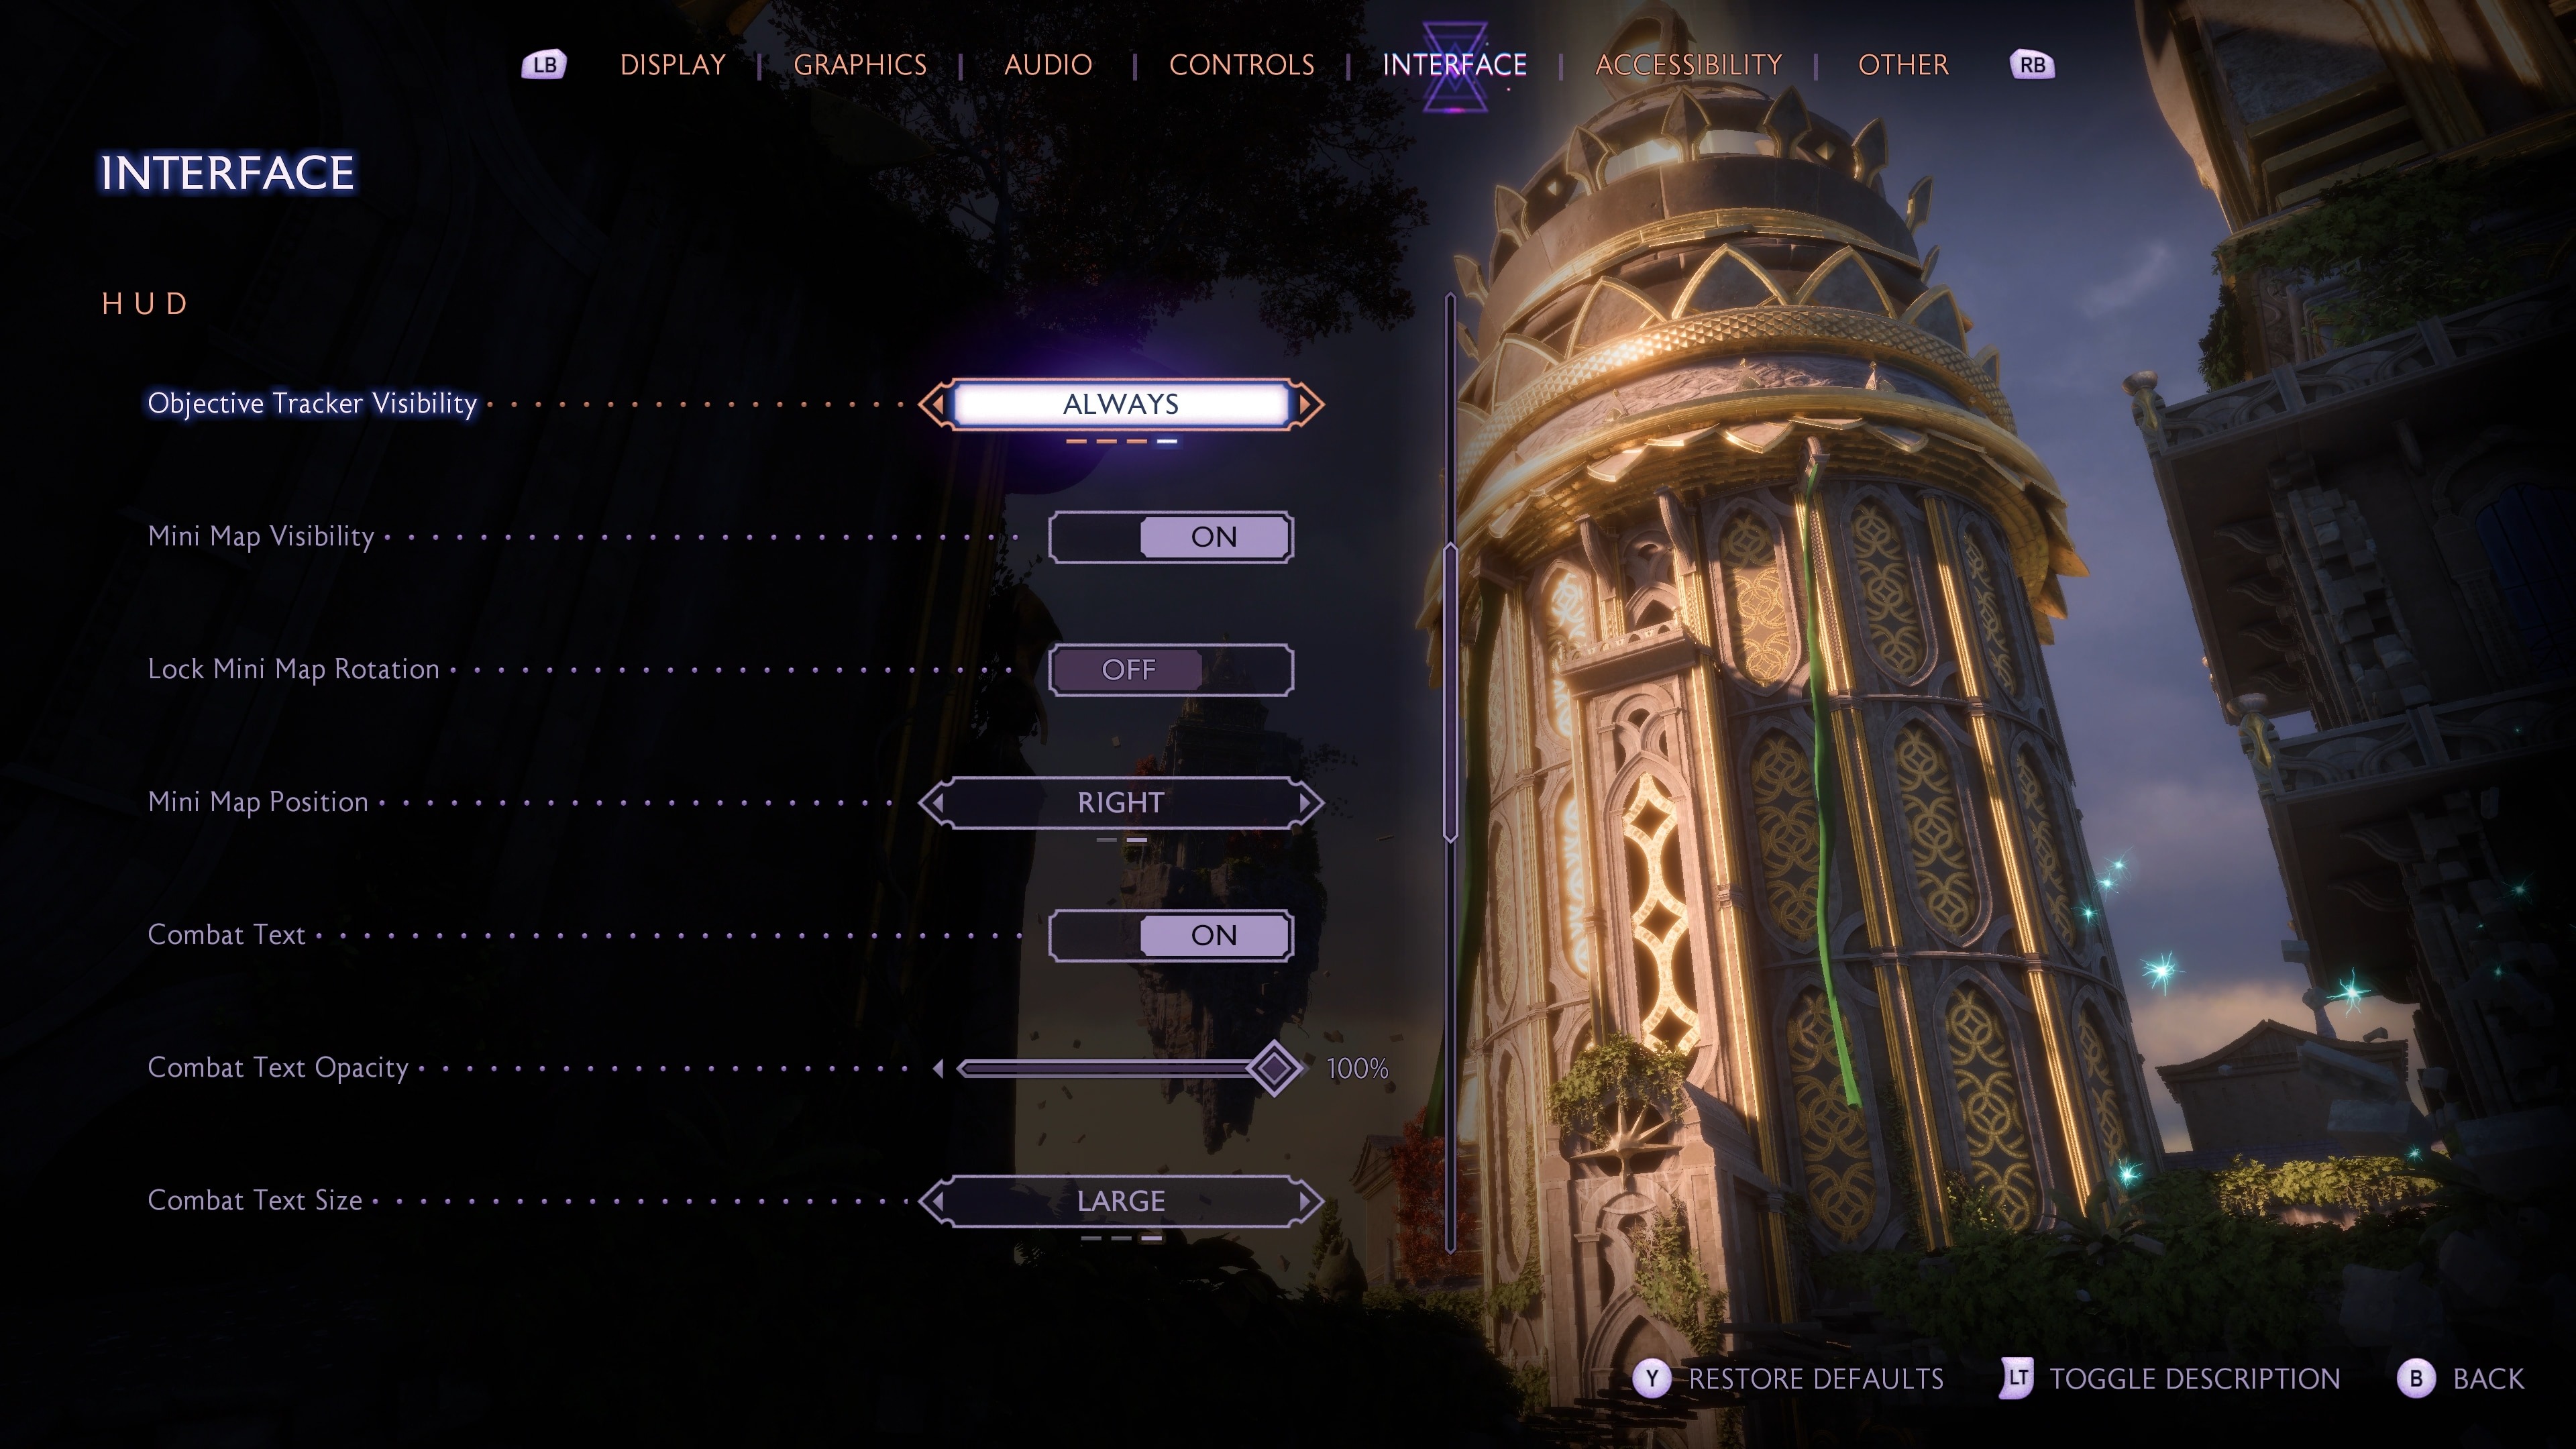 LB DISPLAY | GRAPHICS | AUDIO | CONTROLS | INTERFACE | ACCESSIBILITY | OTHER RB
INTERFACE
HUD
Objective Tracker Visibility ALWAYS
Mini Map Visibility ON
Lock Mini Map Rotation OFF
Mini Map Position RIGHT
Combat Text ON
Combat Text Opacity 100%
Combat Text Size LARGE
Y RESTORE DEFAULTS LT TOGGLE DESCRIPTION B BACK